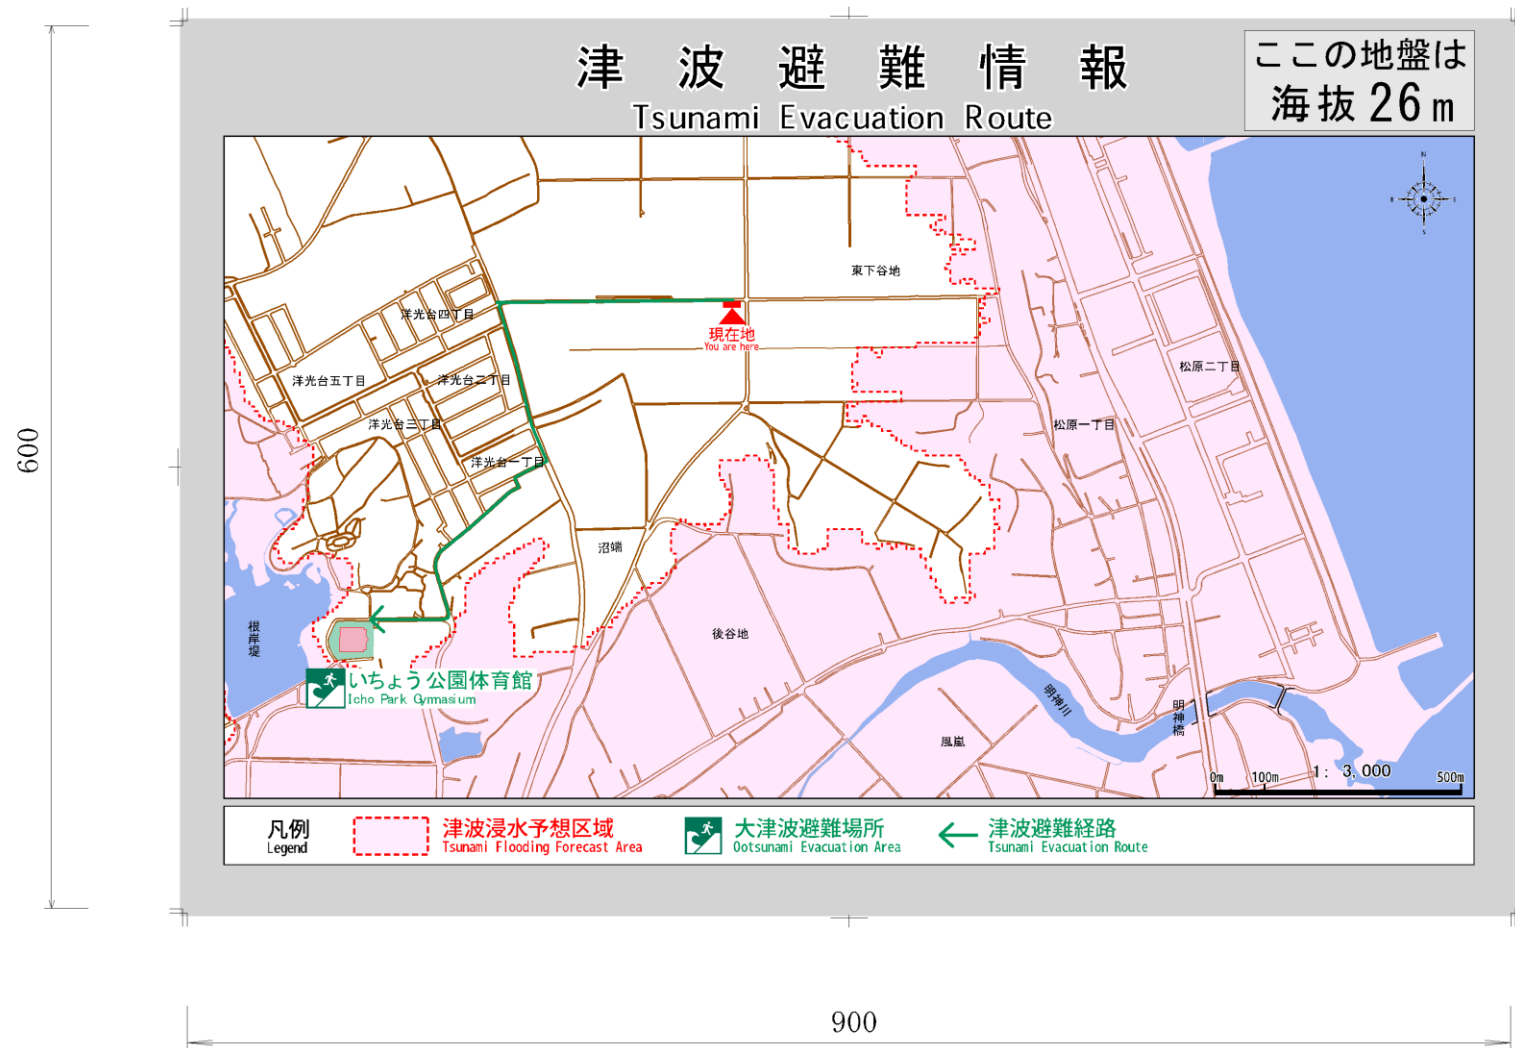 津波避難情報
Tsunami Evacuation Route
ここの地盤は
海抜26m
600
N
S
東下谷地
洋光台四丁目
現在地
You are here
松原二丁目
洋光台五丁目
洋光台二丁目
洋光台三丁目
松原一丁目
洋光台一丁目
沼端
根岸堤
後谷地
いちょう公園体育館
Icho Park Gymnasium
明神川
明神橋
風嵐
0m
100m
1: 3,000
500m
凡例
Legend
津波浸水予想区域
Tsunami Flooding Forecast Area
大津波避難場所
Ootsunami Evacuation Area
津波避難経路
Tsunami Evacuation Route
900